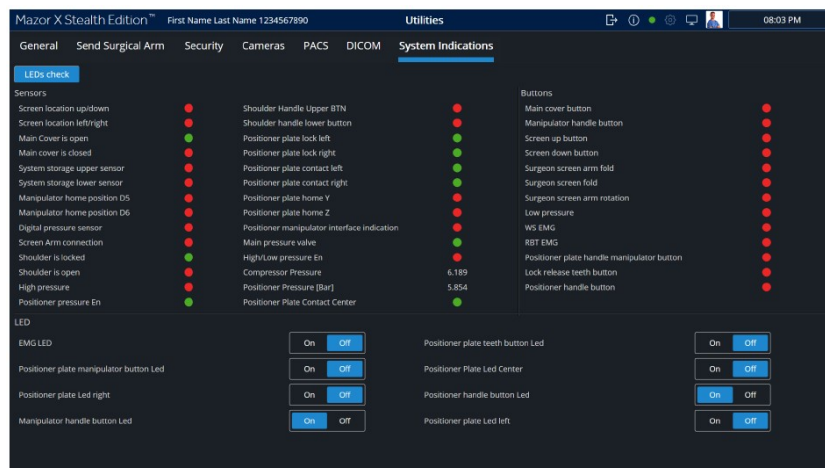 Mazor X Stealth Edition™ First Name Last Name 1234567890 Utilities 08:03 PM
General Send Surgical Arm Security Cameras PACS DICOM System Indications
LEDs check
Sensors
Screen location up/down
Screen location left/right
Main Cover is open
Main cover is closed
System storage upper sensor
System storage lower sensor
Manipulator home position D5
Manipulator home position D6
Digital pressure sensor
Screen Arm connection
Shoulder is locked
Shoulder is open
High pressure
Positioner pressure En
Shoulder Handle Upper BTN
Shoulder handle lower button
Positioner plate lock left
Positioner plate lock right
Positioner plate contact left
Positioner plate contact right
Positioner plate home Y
Positioner plate home Z
Positioner manipulator interface indication
Main pressure valve
High/Low pressure En
Compressor Pressure 6.189
Positioner Pressure [Bar] 5.854
Positioner Plate Contact Center
Buttons
Main cover button
Manipulator handle button
Screen up button
Screen down button
Surgeon screen arm fold
Surgeon screen fold
Surgeon screen arm rotation
Low pressure
WS EMG
RBT EMG
Positioner plate handle manipulator button
Lock release teeth button
Positioner handle button
LED
EMG LED On Off
Positioner plate manipulator button Led On Off
Positioner plate Led right On Off
Manipulator handle button Led On Off
Positioner plate teeth button Led On Off
Positioner Plate Led Center On Off
Positioner handle button Led On Off
Positioner plate Led left On Off